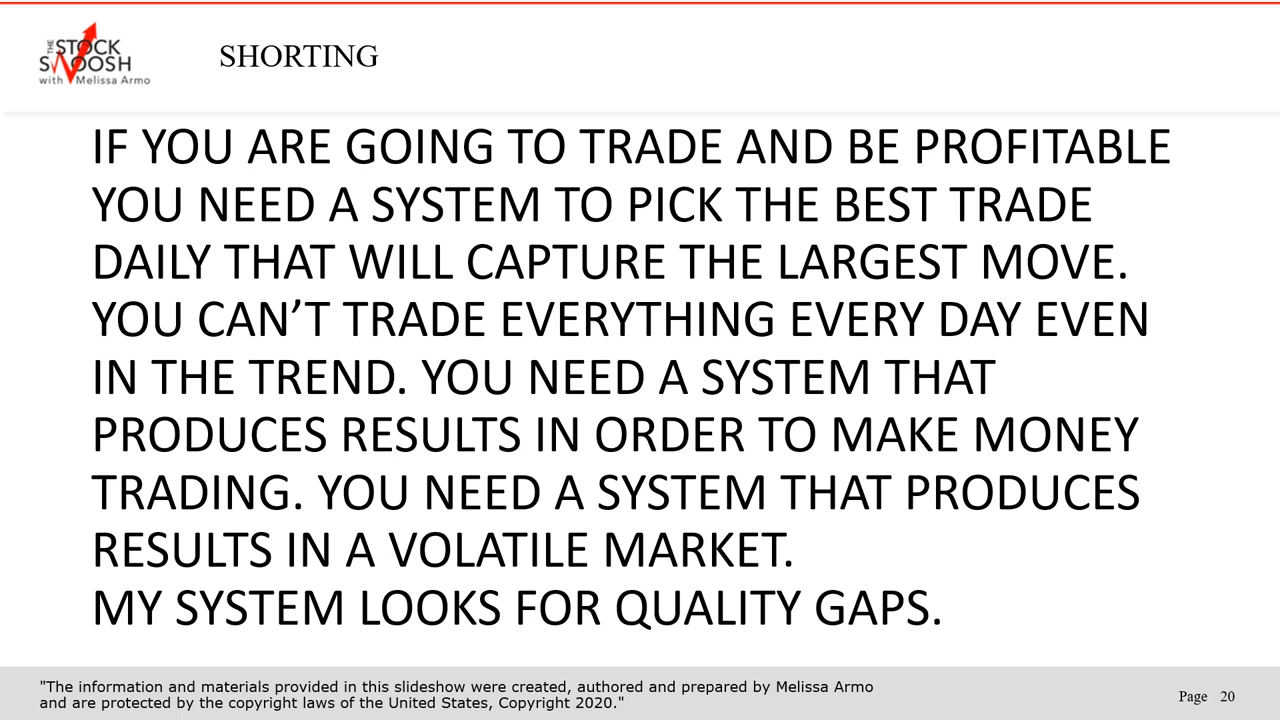 THE STOCK
SWOOSH
with Melissa Armo
SHORTING
IF YOU ARE GOING TO TRADE AND BE PROFITABLE
YOU NEED A SYSTEM TO PICK THE BEST TRADE
DAILY THAT WILL CAPTURE THE LARGEST MOVE.
YOU CAN’T TRADE EVERYTHING EVERY DAY EVEN
IN THE TREND. YOU NEED A SYSTEM THAT
PRODUCES RESULTS IN ORDER TO MAKE MONEY
TRADING. YOU NEED A SYSTEM THAT PRODUCES
RESULTS IN A VOLATILE MARKET.
MY SYSTEM LOOKS FOR QUALITY GAPS.
"The information and materials provided in this slideshow were created, authored and prepared by Melissa Armo
and are protected by the copyright laws of the United States, Copyright 2020."
Page 20